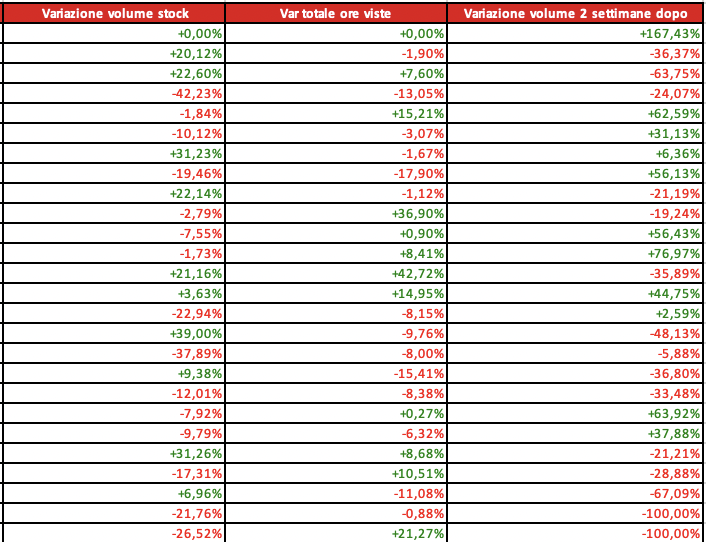 Variazione volume stock Var totale ore viste Variazione volume 2 settimane dopo
+0,00% +0,00% +167,43%
+20,12% -1,90% -36,37%
+22,60% +7,60% -63,75%
-42,23% -13,05% -24,07%
-1,84% +15,21% +62,59%
-10,12% -3,07% +31,13%
+31,23% -1,67% +6,36%
-19,46% -17,90% +56,13%
+22,14% -1,12% -21,19%
-2,79% +36,90% -19,24%
-7,55% +0,90% +56,43%
-1,73% +8,41% +76,97%
+21,16% +42,72% -35,89%
+3,63% +14,95% +44,75%
-22,94% -8,15% +2,59%
+39,00% -9,76% -48,13%
-37,89% -8,00% -5,88%
+9,38% -15,41% -36,80%
-12,01% -8,38% -33,48%
-7,92% +0,27% +63,92%
-9,79% -6,32% +37,88%
+31,26% +8,68% -21,21%
-17,31% +10,51% -28,88%
+6,96% -11,08% -67,09%
-21,76% -0,88% -100,00%
-26,52% +21,27% -100,00%